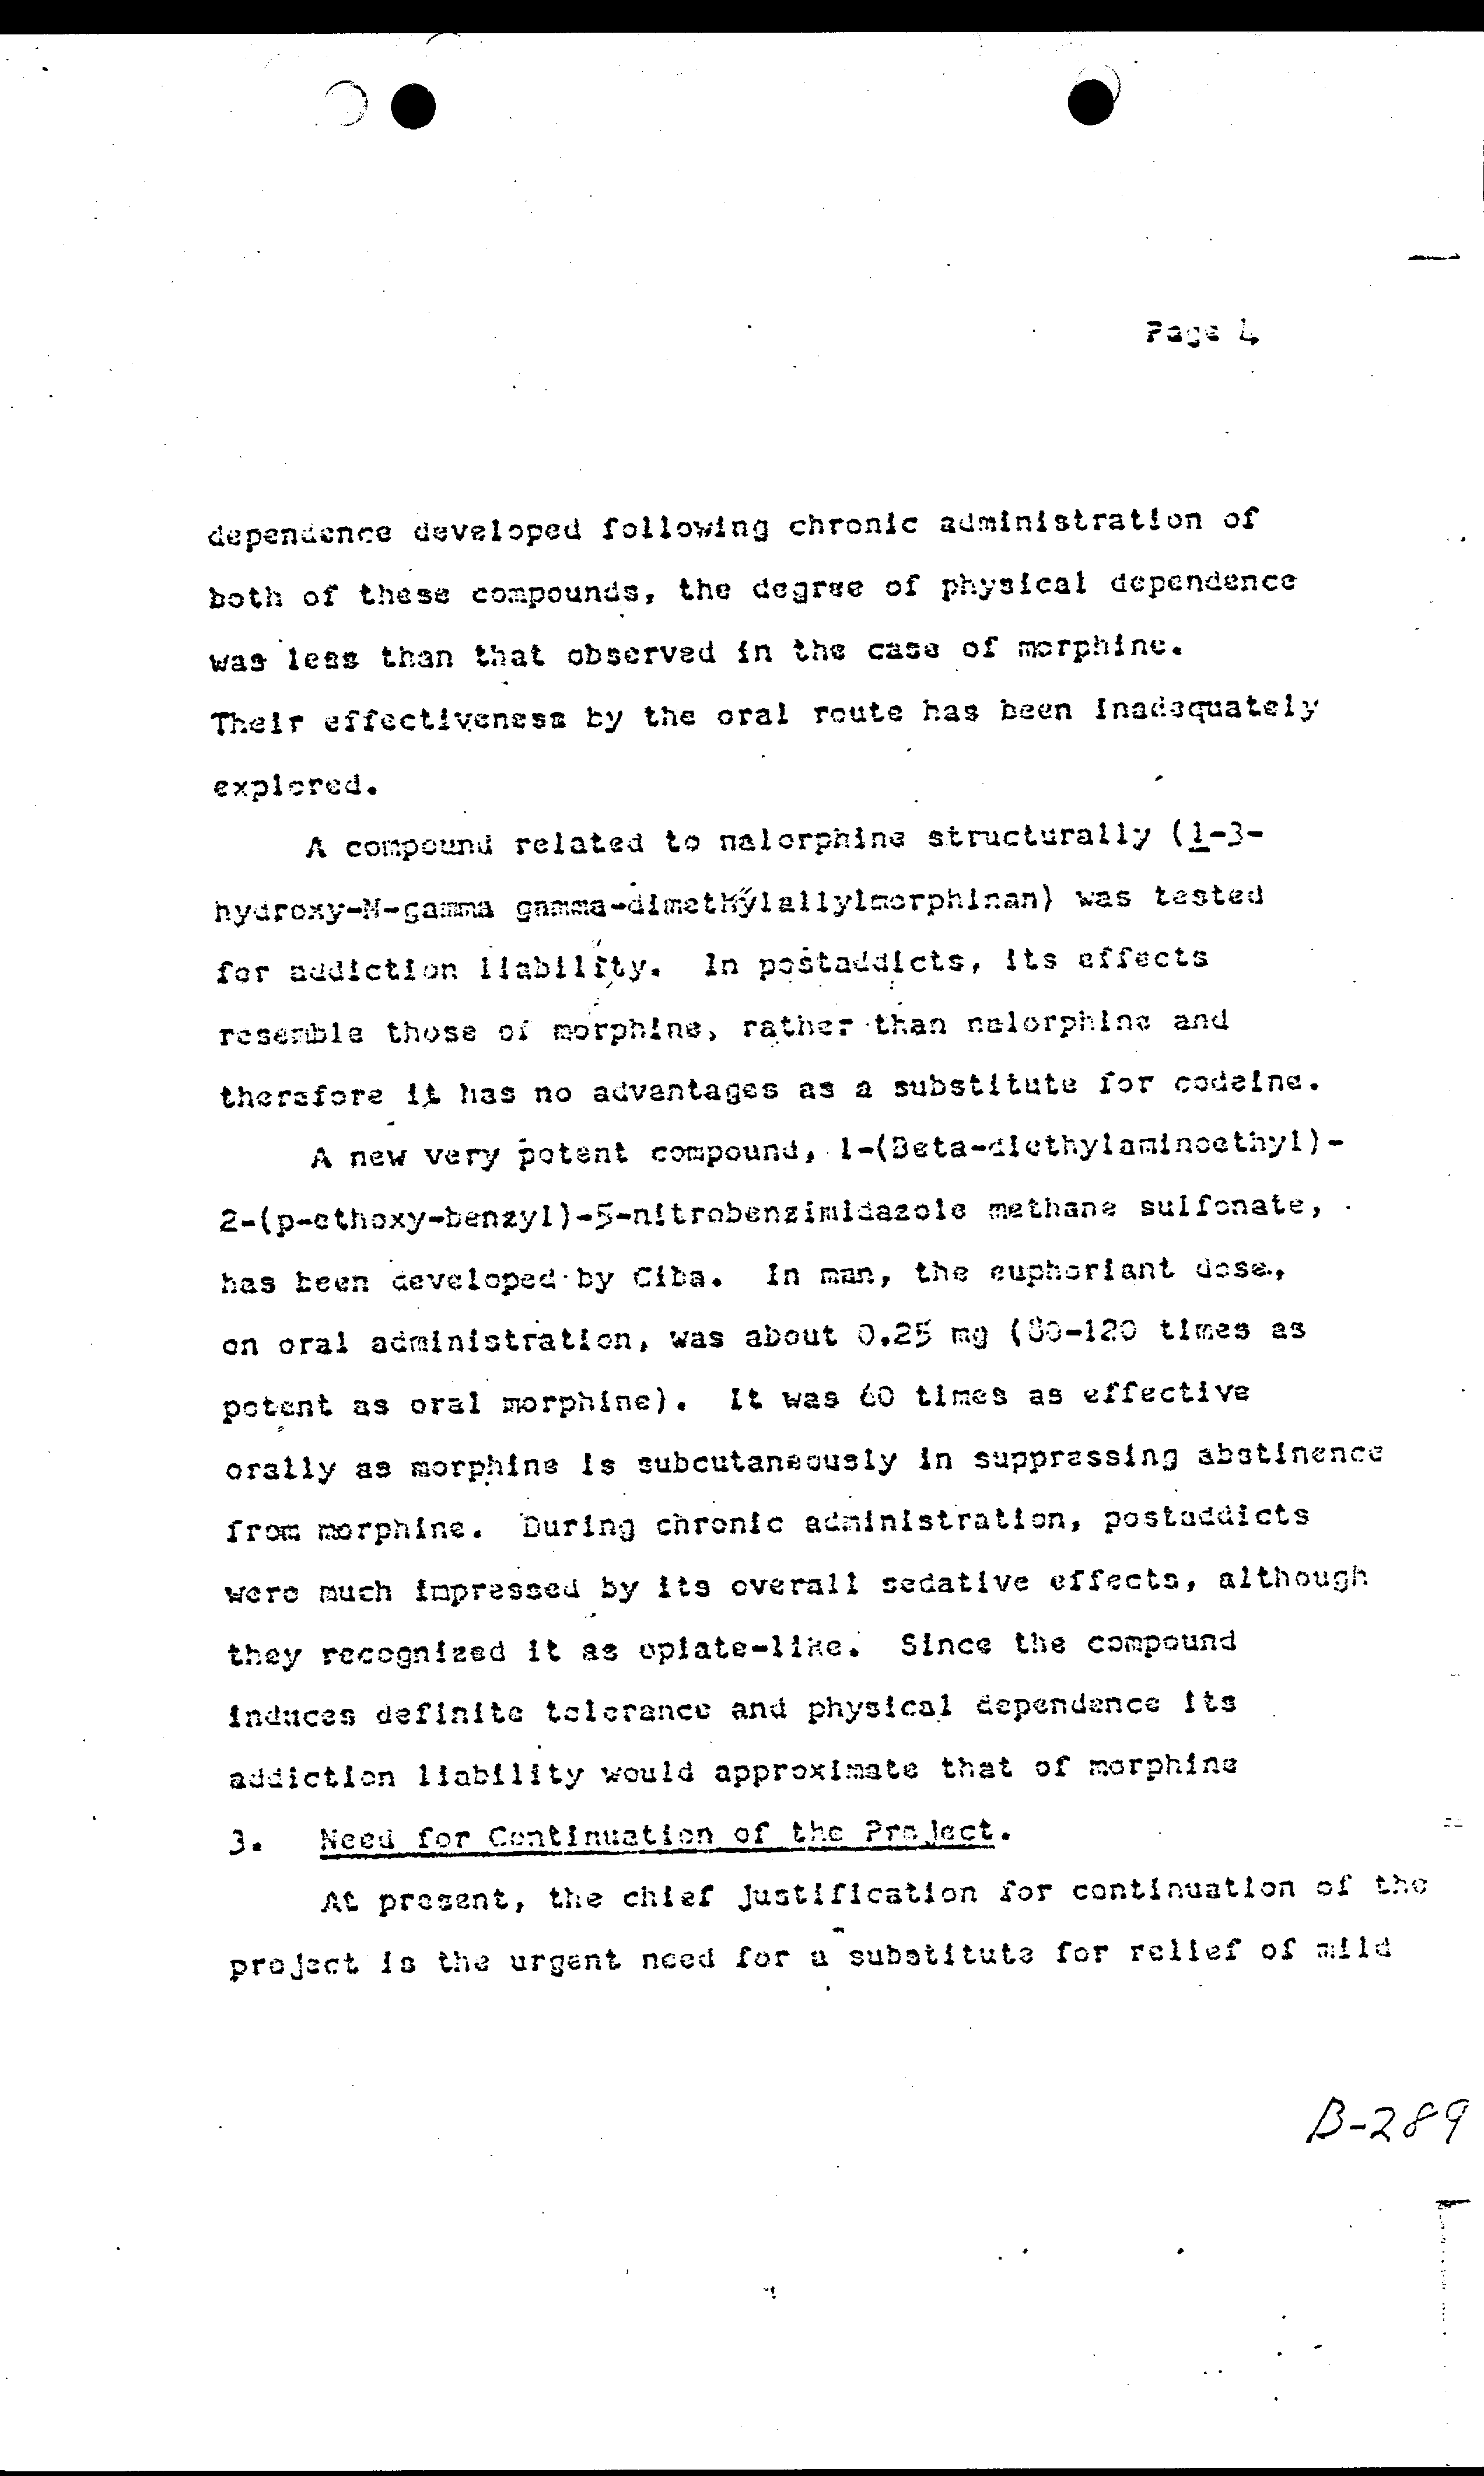 Page 4
dependence developed following chronic administration of
both of these compounds, the degree of physical dependence
was less than that observed in the case of morphine.
Their effectiveness by the oral route has been inadequately
explored.
A compound related to nalorphine structurally (l-3-
hydroxy-N-gamma gamma-dimethylallylmorphinan) was tested
for addiction liability. In postaddicts, its effects
resemble those of morphine, rather than nalorphine and
therefore it has no advantages as a substitute for codeine.
A new very potent compound, 1-(Beta-diethylaminoethyl)-
2-(p-ethoxy-benzyl)-5-nitrobenzimidazole methane sulfonate,
has been developed by Ciba. In man, the euphoriant dose,
on oral administration, was about 0.25 mg (80-120 times as
potent as oral morphine). It was 60 times as effective
orally as morphine is subcutaneously in suppressing abstinence
from morphine. During chronic administration, postaddicts
were much impressed by its overall sedative effects, although
they recognized it as opiate-like. Since the compound
induces definite tolerance and physical dependence its
addiction liability would approximate that of morphine
3. Need for Continuation of the Project.
At present, the chief justification for continuation of the
project is the urgent need for a substitute for relief of mild
B-289